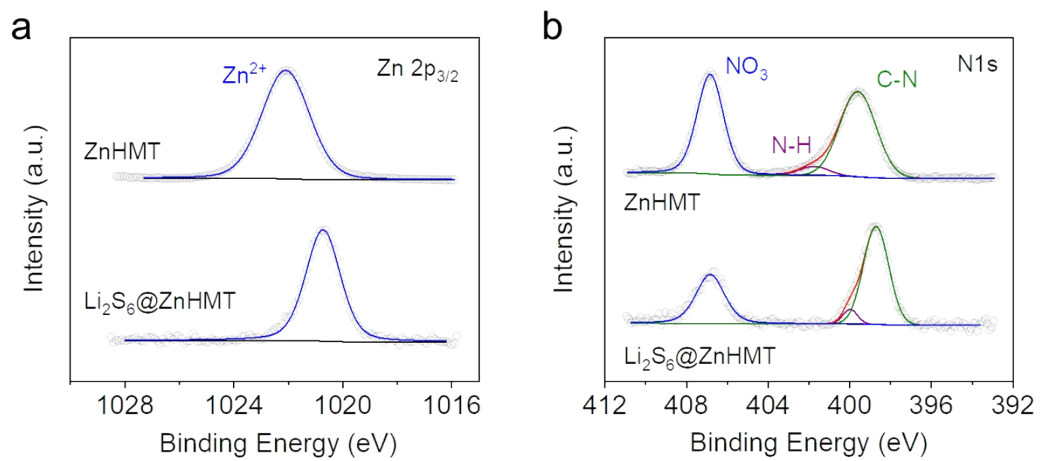 a
Zn 2p3/2
Zn2+
ZnHMT
Li2S6@ZnHMT
Intensity (a.u.)
1028 1024 1020 1016
Binding Energy (eV)
b
N1s
NO3
C-N
N-H
ZnHMT
Li2S6@ZnHMT
Intensity (a.u.)
412 408 404 400 396 392
Binding Energy (eV)